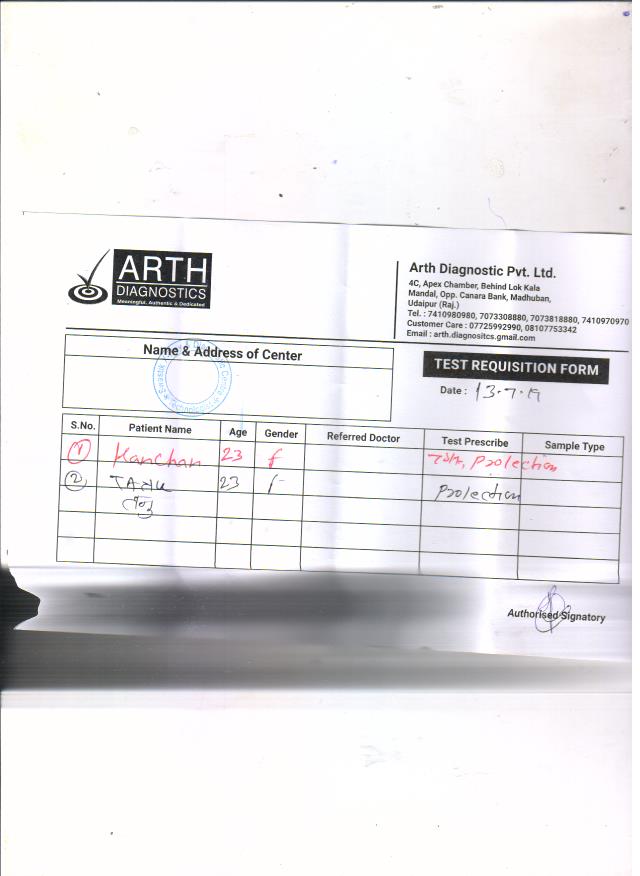 ARTH
DIAGNOSTICS
Meaningful, Authentic & Dedicated
Arth Diagnostic Pvt. Ltd.
4C, Apex Chamber, Behind Lok Kala
Mandal, Opp. Canara Bank, Madhuban,
Udaipur (Raj.)
Tel. : 7410980980, 7073308880, 7073818880, 7410970970
Customer Care : 07725992990, 08107753342
Email : arth.diagnositcs.gmail.com
Name & Address of Center
TEST REQUISITION FORM
Date : 13.7.19
S.No. Patient Name Age Gender Referred Doctor Test Prescribe Sample Type
1 Kanchan 23 f Prolection
2 23 f Prolection
Authorised Signatory